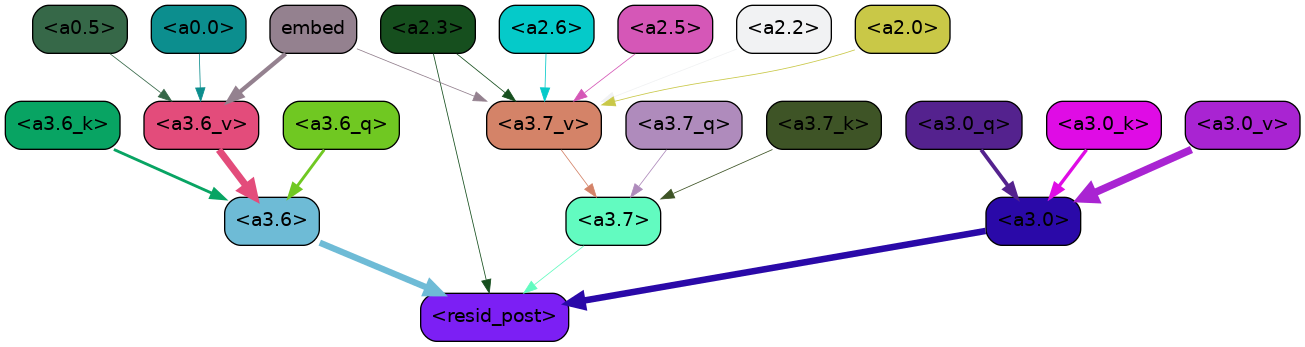 <a0.5> <a0.0> embed <a2.3> <a2.6> <a2.5> <a2.2> <a2.0>
<a3.6_k> <a3.6_v> <a3.6_q> <a3.7_v> <a3.7_q> <a3.7_k> <a3.0_q> <a3.0_k> <a3.0_v>
<a3.6> <a3.7> <a3.0>
<resid_post>